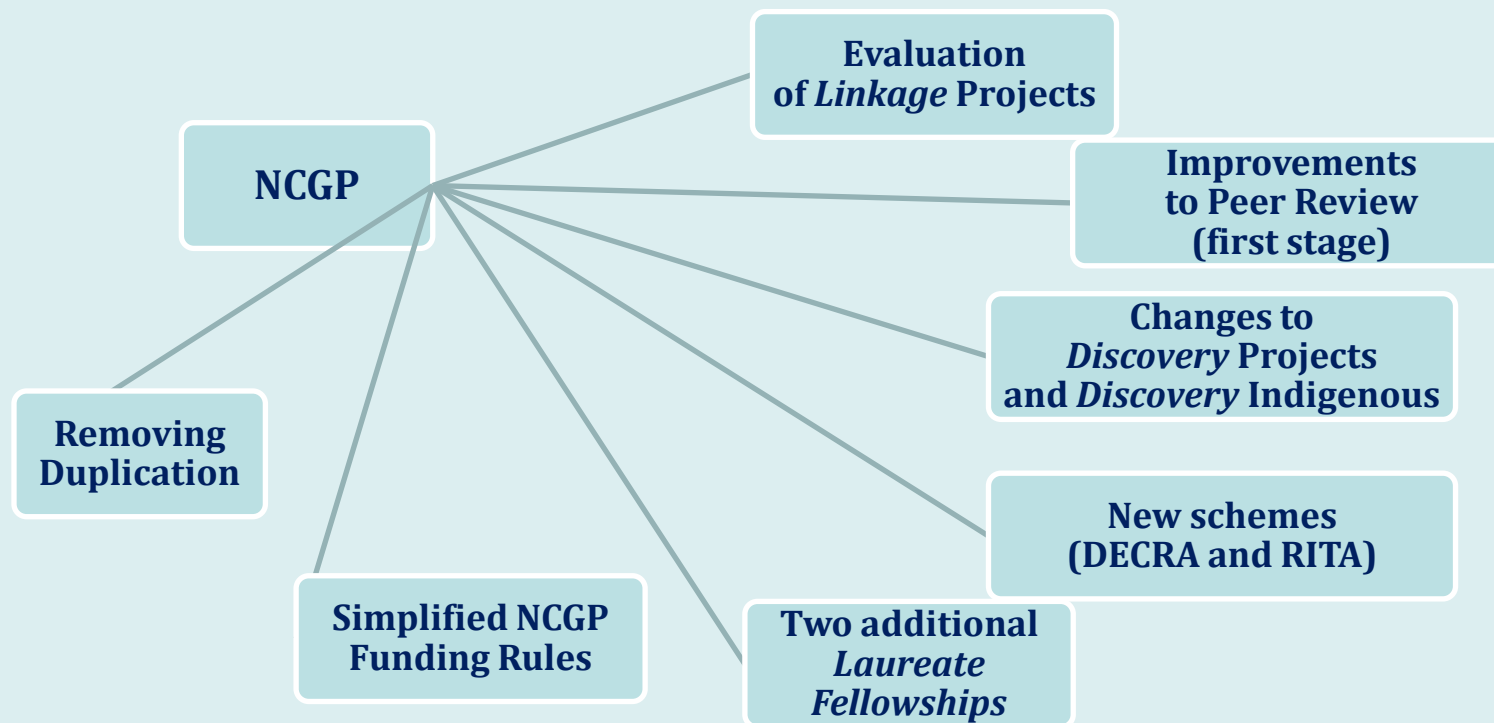 Evaluation
of Linkage Projects
NCGP
Improvements
to Peer Review
(first stage)
Changes to
Discovery Projects
and Discovery Indigenous
Removing
Duplication
New schemes
(DECRA and RITA)
Simplified NCGP
Funding Rules
Two additional
Laureate
Fellowships